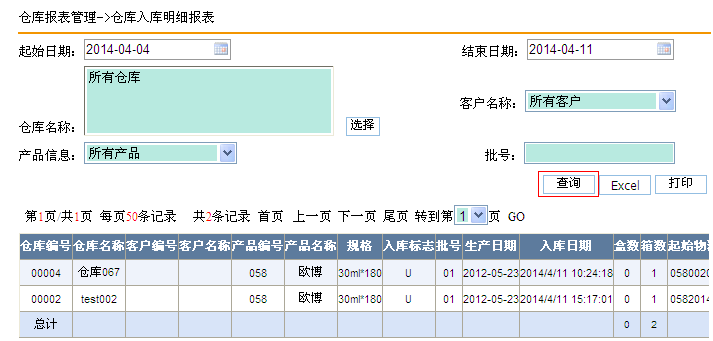 仓库报表管理->仓库入库明细报表
起始日期： 2014-04-04 结束日期： 2014-04-11
所有仓库
仓库名称： 选择 客户名称： 所有客户
产品信息： 所有产品 批号：
查询 Excel 打印
第1页/共1页 每页50条记录 共2条记录 首页 上一页 下一页 尾页 转到第 1 页 GO
仓库编号 仓库名称 客户编号 客户名称 产品编号 产品名称 规格 入库标志 批号 生产日期 入库日期 盒数 箱数 起始物
00004 仓库067 058 欧博 30ml*180 U 01 2012-05-23 2014/4/11 10:24:18 0 1 0580020
00002 test002 058 欧博 30ml*180 U 01 2012-05-23 2014/4/11 15:17:01 0 1 0582014
总计 0 2